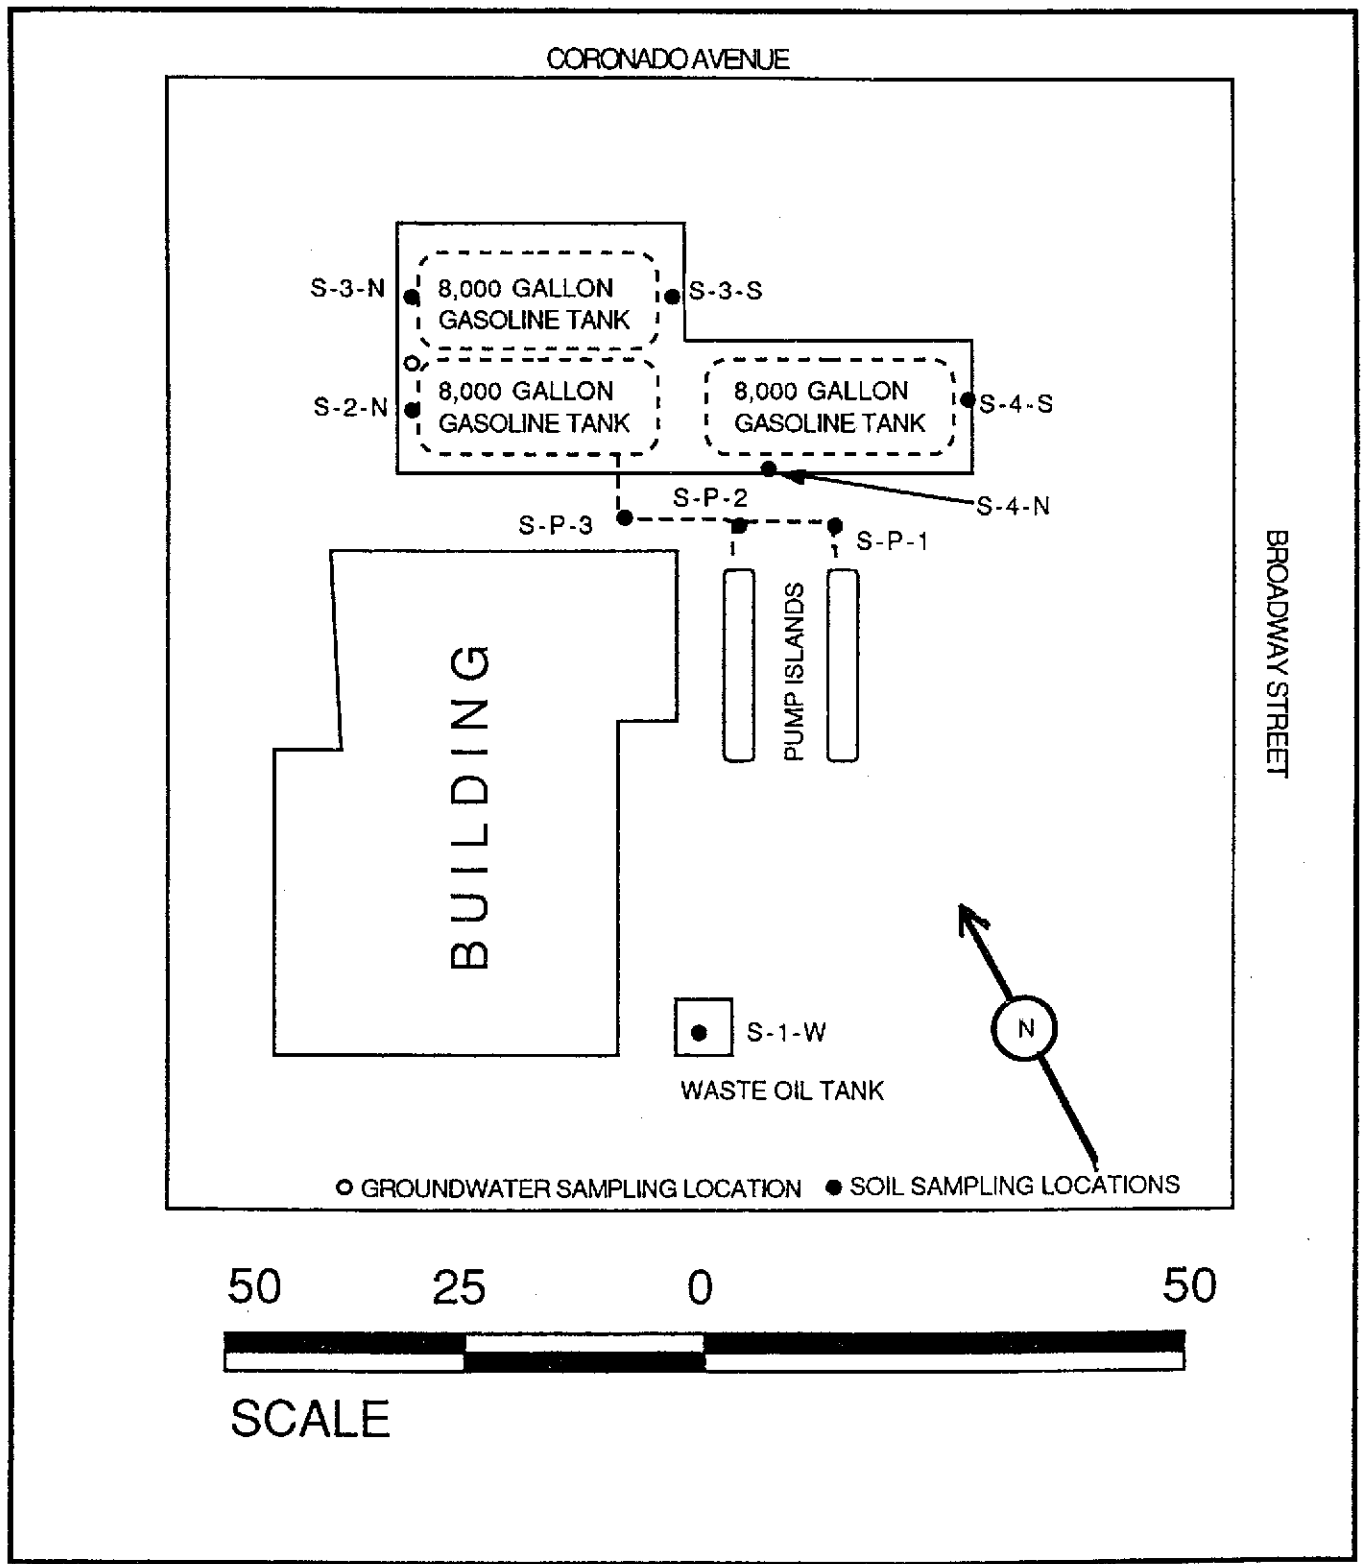 CORONADO AVENUE
S-3-N
8,000 GALLON
GASOLINE TANK
S-3-S
S-2-N
8,000 GALLON
GASOLINE TANK
8,000 GALLON
GASOLINE TANK
S-4-S
S-4-N
S-P-2
S-P-3
S-P-1
BROADWAY STREET
PUMP ISLANDS
BUILDING
N
S-1-W
WASTE OIL TANK
GROUNDWATER SAMPLING LOCATION
SOIL SAMPLING LOCATIONS
50 25 0 50
SCALE